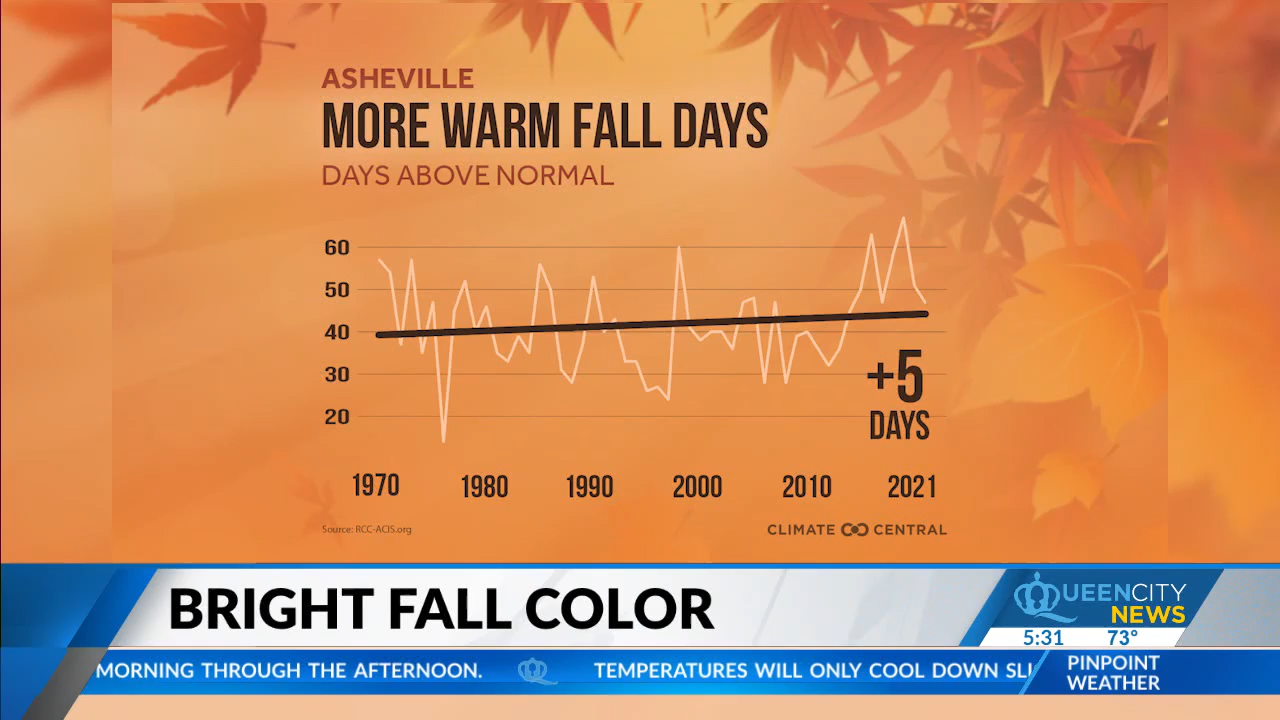 ASHEVILLE
MORE WARM FALL DAYS
DAYS ABOVE NORMAL
60
50
40
30
20
+5
DAYS
1970 1980 1990 2000 2010 2021
Source: RCC-ACIS.org
CLIMATE CENTRAL
BRIGHT FALL COLOR
QUEEN CITY
NEWS
5:31 73°
MORNING THROUGH THE AFTERNOON. TEMPERATURES WILL ONLY COOL DOWN
PINPOINT
WEATHER